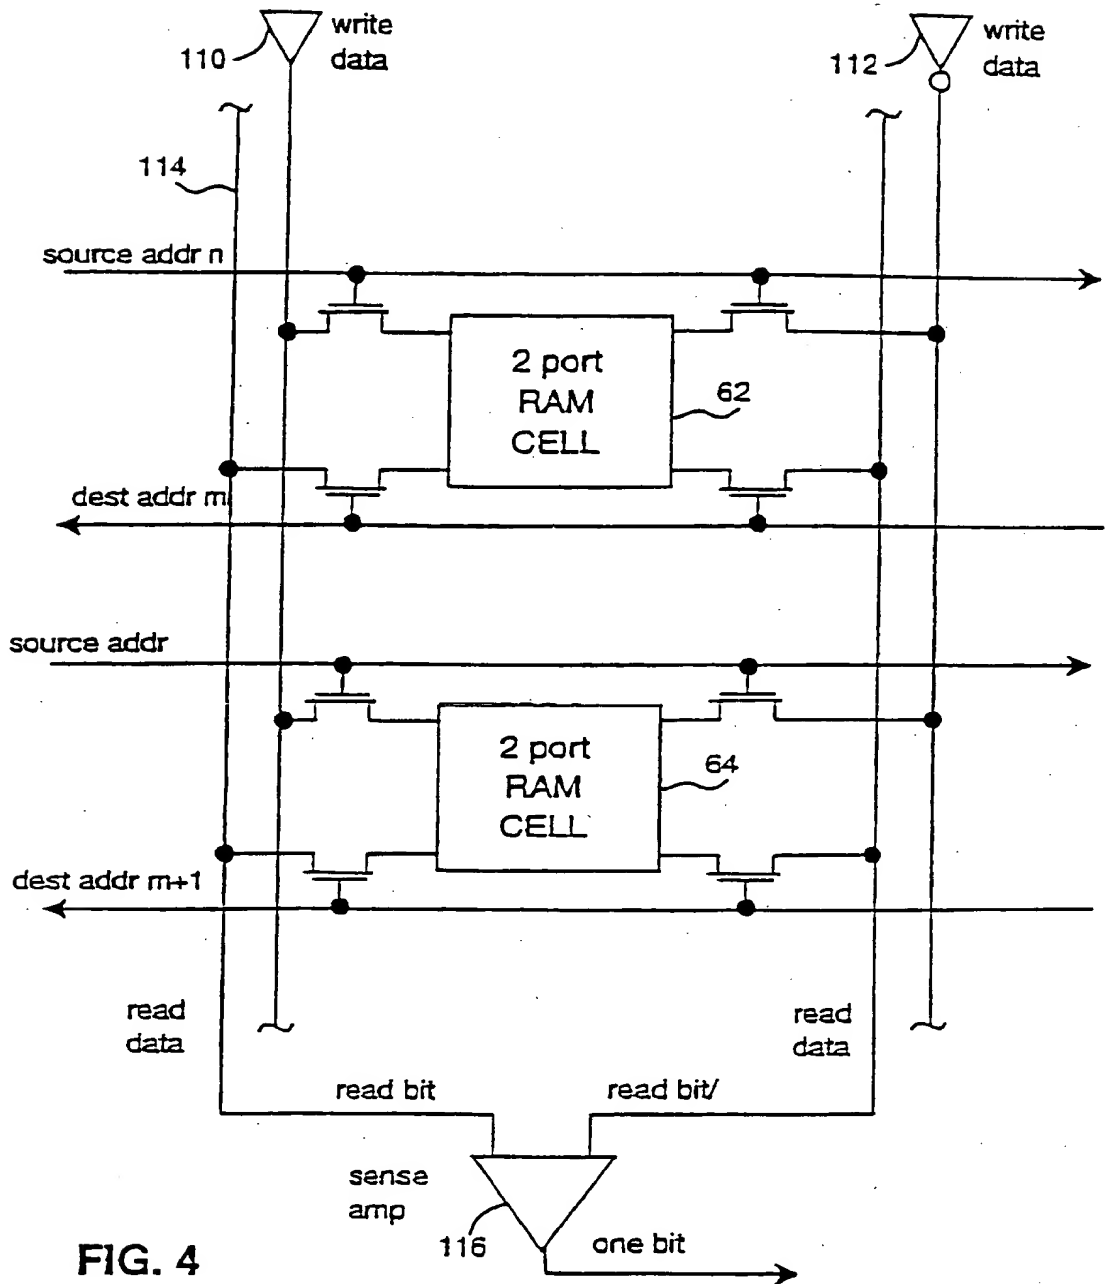 write
data
110
write
data
112
114
source addr n
2 port
RAM
CELL
62
dest addr m
source addr
2 port
RAM
CELL
64
dest addr m+1
read
data
read
data
read bit
read bit/
sense
amp
116
one bit
FIG. 4